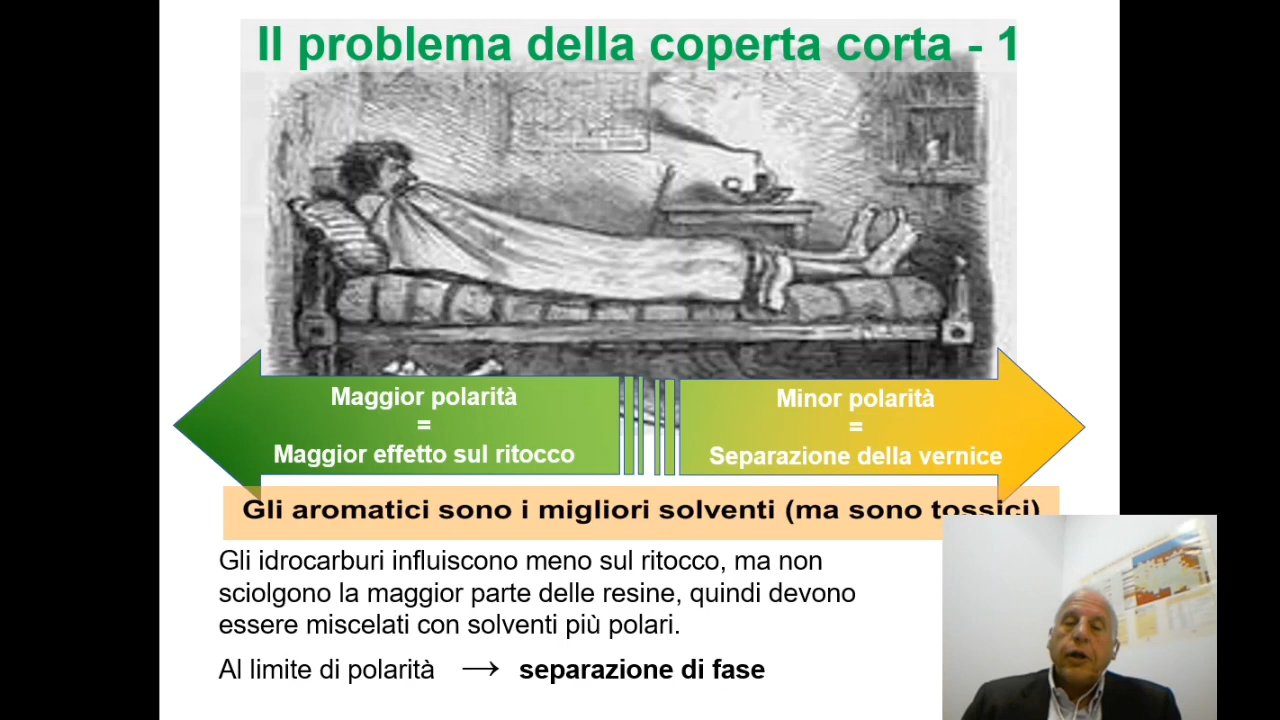 Il problema della coperta corta - 1
Maggior polarità
=
Maggior effetto sul ritocco
Minor polarità
=
Separazione della vernice
Gli aromatici sono i migliori solventi (ma sono tossici)
Gli idrocarburi influiscono meno sul ritocco, ma non
sciolgono la maggior parte delle resine, quindi devono
essere miscelati con solventi più polari.
Al limite di polarità → separazione di fase